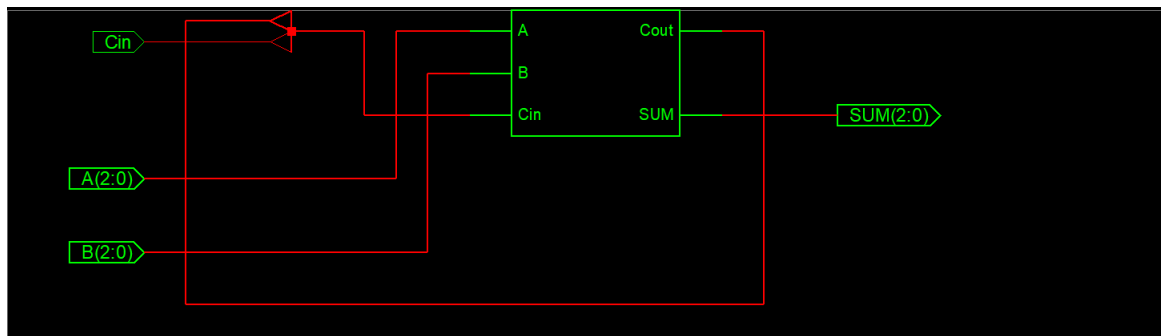 Cin
A
Cout
B
Cin
SUM
SUM(2:0)
A(2:0)
B(2:0)